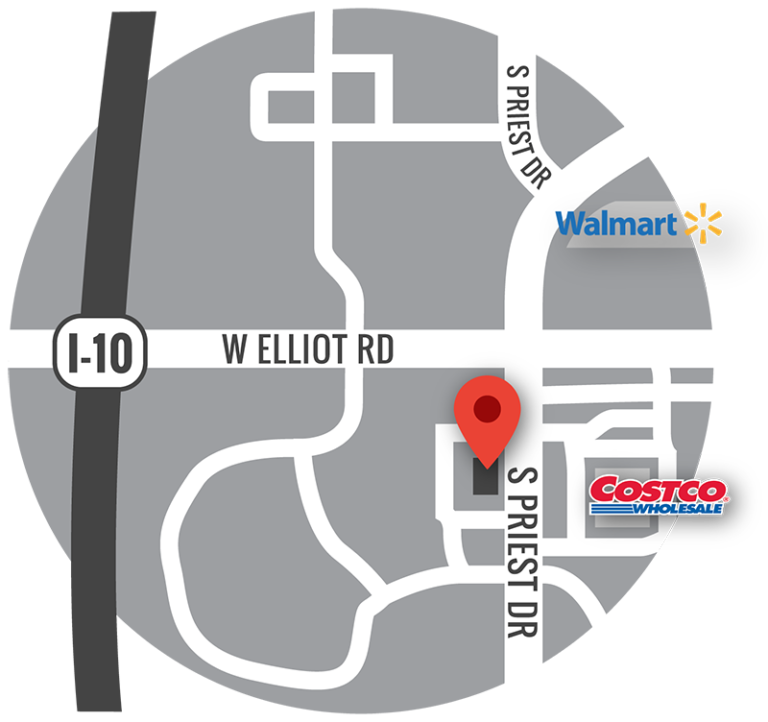 S PRIEST DR
Walmart
I-10
W ELLIOT RD
S PRIEST DR
COSTCO
WHOLESALE